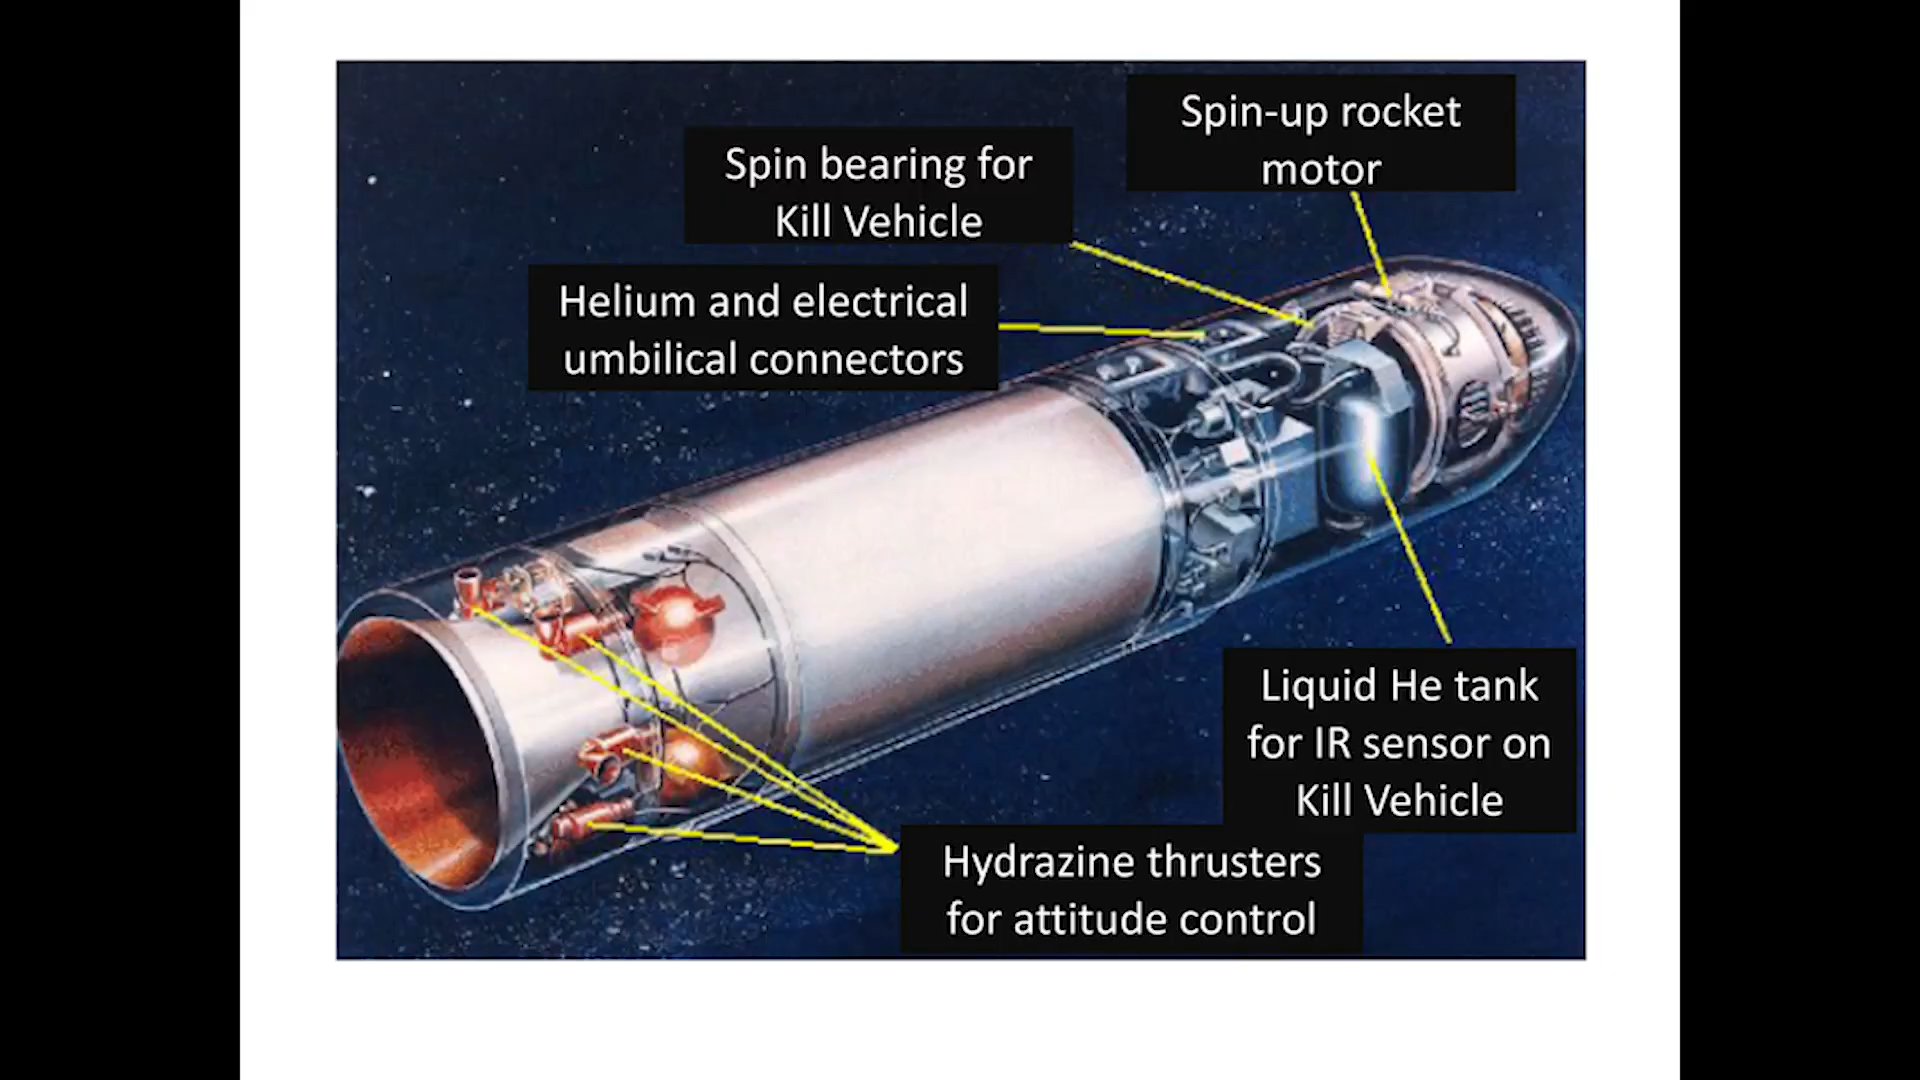 Spin-up rocket
motor
Spin bearing for
Kill Vehicle
Helium and electrical
umbilical connectors
Liquid He tank
for IR sensor on
Kill Vehicle
Hydrazine thrusters
for attitude control